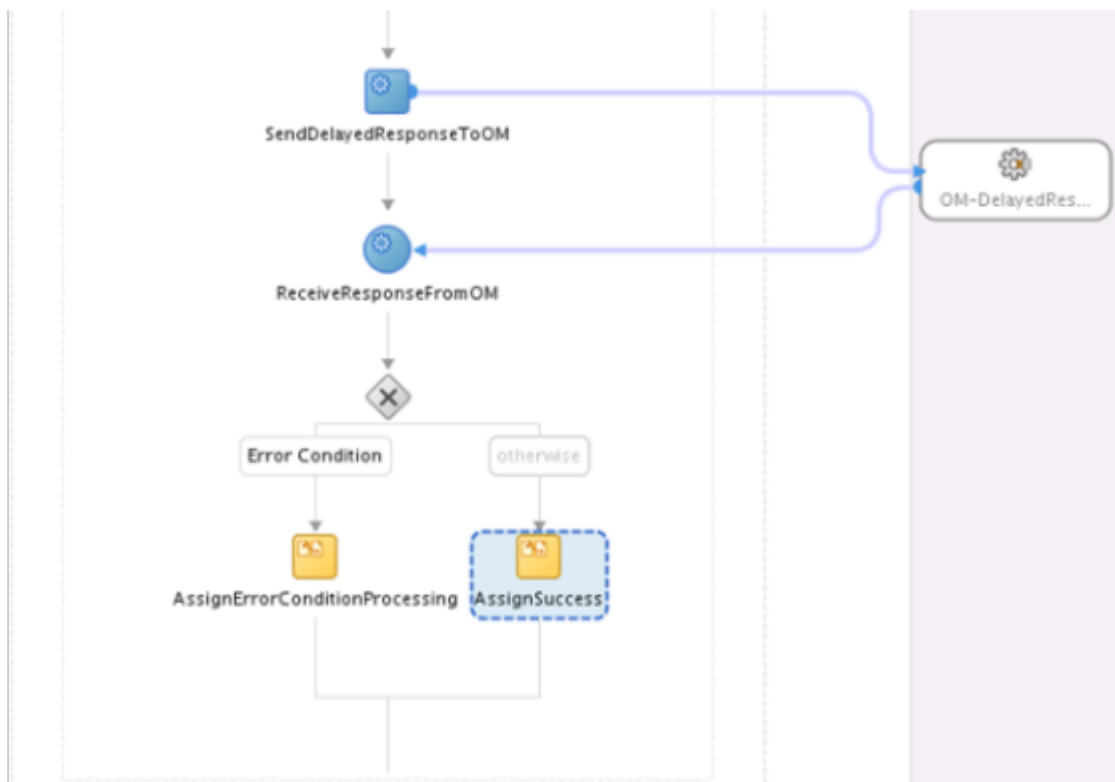 SendDelayedResponseToOM
OM-DelayedRes...
ReceiveResponseFromOM
Error Condition
otherwise
AssignErrorConditionProcessing
AssignSuccess